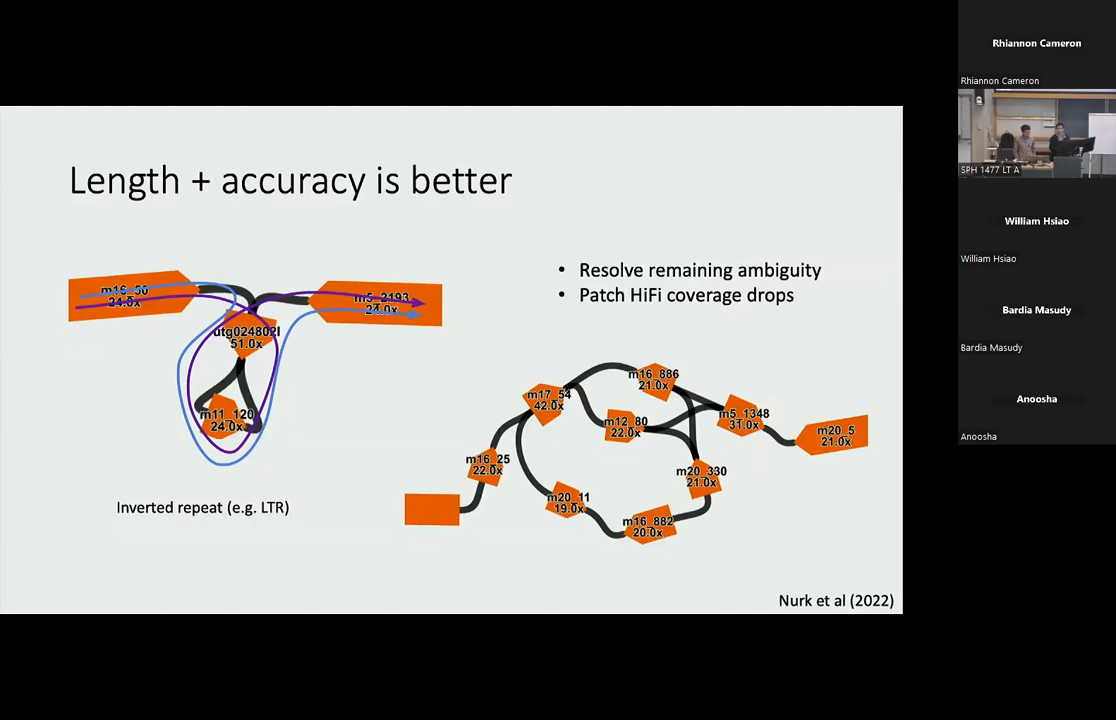 Length + accuracy is better
m16_50
24.0x
m5_2193
21.0x
utg024802l
51.0x
m11_120
24.0x
Inverted repeat (e.g. LTR)
• Resolve remaining ambiguity
• Patch HiFi coverage drops
m16_886
21.0x
m17_54
42.0x
m12_80
22.0x
m5_1348
31.0x
m20_5
21.0x
m16_25
22.0x
m20_330
21.0x
m20_11
19.0x
m16_882
20.0x
Nurk et al (2022)
Rhiannon Cameron
Rhiannon Cameron
SPH 1477 LT A
William Hsiao
William Hsiao
Bardia Masudy
Bardia Masudy
Anoosha
Anoosha